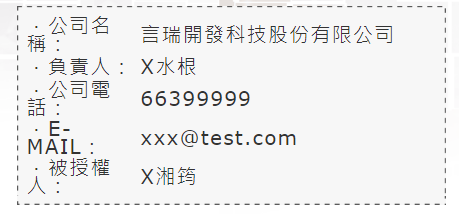 ．公司名
稱：
言瑞開發科技股份有限公司
．負責人：
X水根
．公司電
話：
66399999
．E-
MAIL：
xxx@test.com
．被授權
人：
X湘筠